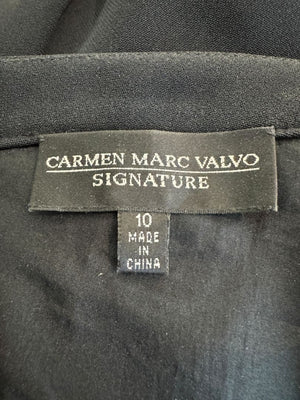 CARMEN MARC VALVO
SIGNATURE
10
MADE
IN
CHINA